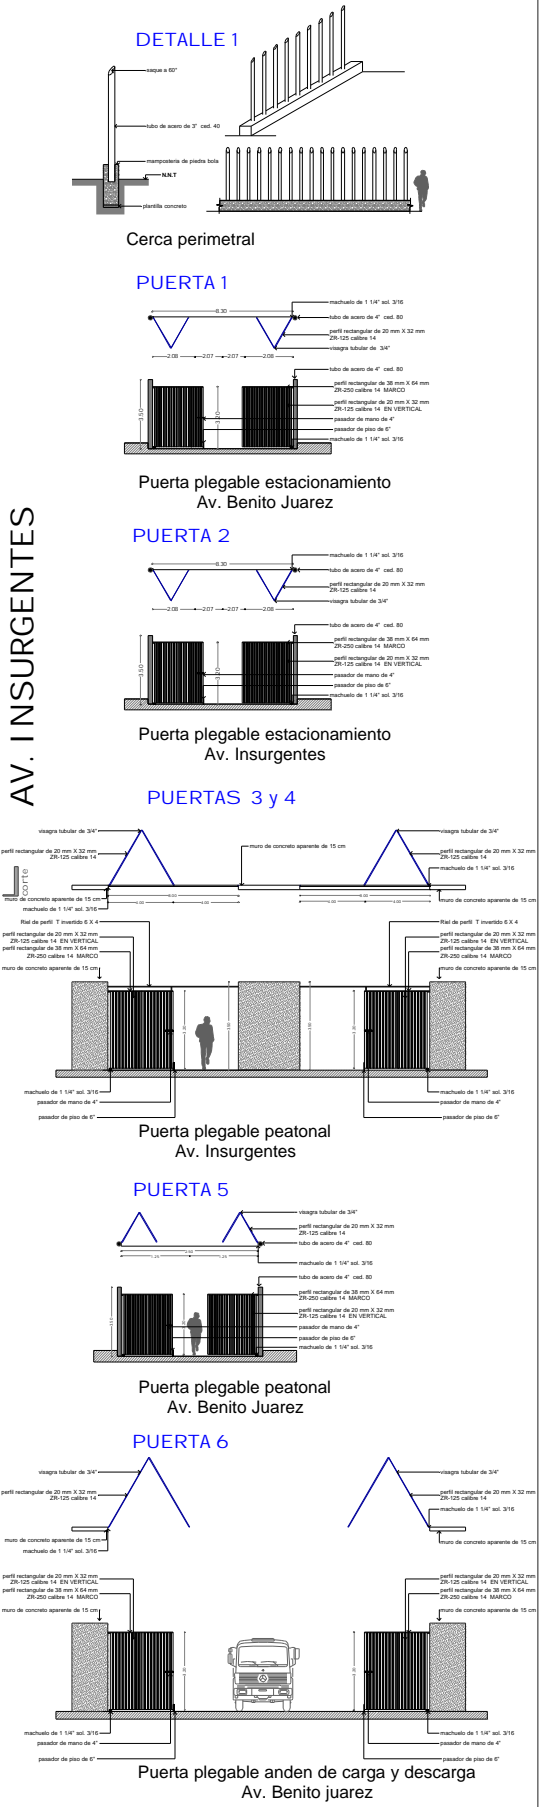 DETALLE 1
saque a 60°
tubo de acero de 3" ced. 40
mamposteria de piedra bola
N.N.T
plantilla concreto
Cerca perimetral
PUERTA 1
machuelo de 1 1/4" sol. 3/16
8.30
tubo de acero de 4" ced. 80
perfil rectangular de 20 mm X 32 mm
ZR-125 calibre 14
visagra tubular de 3/4"
2.08 2.07 2.07 2.08
tubo de acero de 4" ced. 80
perfil rectangular de 38 mm X 64 mm
ZR-250 calibre 14 MARCO
perfil rectangular de 20 mm X 32 mm
ZR-125 calibre 14 EN VERTICAL
3.50
3.20
pasador de mano de 4"
pasador de piso de 6"
machuelo de 1 1/4" sol. 3/16
Puerta plegable estacionamiento
Av. Benito Juarez
AV. INSURGENTES
PUERTA 2
machuelo de 1 1/4" sol. 3/16
8.30
tubo de acero de 4" ced. 80
perfil rectangular de 20 mm X 32 mm
ZR-125 calibre 14
visagra tubular de 3/4"
2.08 2.07 2.07 2.08
tubo de acero de 4" ced. 80
perfil rectangular de 38 mm X 64 mm
ZR-250 calibre 14 MARCO
perfil rectangular de 20 mm X 32 mm
ZR-125 calibre 14 EN VERTICAL
3.50
3.20
pasador de mano de 4"
pasador de piso de 6"
machuelo de 1 1/4" sol. 3/16
Puerta plegable estacionamiento
Av. Insurgentes
PUERTAS 3 y 4
visagra tubular de 3/4"
visagra tubular de 3/4"
perfil rectangular de 20 mm X 32 mm
ZR-125 calibre 14
muro de concreto aparente de 15 cm
perfil rectangular de 20 mm X 32 mm
ZR-125 calibre 14
machuelo de 1 1/4" sol. 3/16
corte
muro de concreto aparente de 15 cm
machuelo de 1 1/4" sol. 3/16
muro de concreto aparente de 15 cm
Riel de perfil T invertido 6 X 4
Riel de perfil T invertido 6 X 4
perfil rectangular de 20 mm X 32 mm
ZR-125 calibre 14 EN VERTICAL
perfil rectangular de 38 mm X 64 mm
ZR-250 calibre 14 MARCO
muro de concreto aparente de 15 cm
perfil rectangular de 20 mm X 32 mm
ZR-125 calibre 14 EN VERTICAL
perfil rectangular de 38 mm X 64 mm
ZR-250 calibre 14 MARCO
muro de concreto aparente de 15 cm
machuelo de 1 1/4" sol. 3/16
pasador de mano de 4"
pasador de piso de 6"
machuelo de 1 1/4" sol. 3/16
pasador de mano de 4"
pasador de piso de 6"
Puerta plegable peatonal
Av. Insurgentes
PUERTA 5
visagra tubular de 3/4"
perfil rectangular de 20 mm X 32 mm
ZR-125 calibre 14
tubo de acero de 4" ced. 80
machuelo de 1 1/4" sol. 3/16
tubo de acero de 4" ced. 80
perfil rectangular de 38 mm X 64 mm
ZR-250 calibre 14 MARCO
perfil rectangular de 20 mm X 32 mm
ZR-125 calibre 14 EN VERTICAL
pasador de mano de 4"
pasador de piso de 6"
machuelo de 1 1/4" sol. 3/16
Puerta plegable peatonal
Av. Benito Juarez
PUERTA 6
visagra tubular de 3/4"
visagra tubular de 3/4"
perfil rectangular de 20 mm X 32 mm
ZR-125 calibre 14
perfil rectangular de 20 mm X 32 mm
ZR-125 calibre 14
machuelo de 1 1/4" sol. 3/16
muro de concreto aparente de 15 cm
machuelo de 1 1/4" sol. 3/16
muro de concreto aparente de 15 cm
perfil rectangular de 20 mm X 32 mm
ZR-125 calibre 14 EN VERTICAL
perfil rectangular de 38 mm X 64 mm
ZR-250 calibre 14 MARCO
muro de concreto aparente de 15 cm
perfil rectangular de 20 mm X 32 mm
ZR-125 calibre 14 EN VERTICAL
perfil rectangular de 38 mm X 64 mm
ZR-250 calibre 14 MARCO
muro de concreto aparente de 15 cm
machuelo de 1 1/4" sol. 3/16
pasador de mano de 4"
pasador de piso de 6"
machuelo de 1 1/4" sol. 3/16
pasador de mano de 4"
pasador de piso de 6"
Puerta plegable anden de carga y descarga
Av. Benito juarez